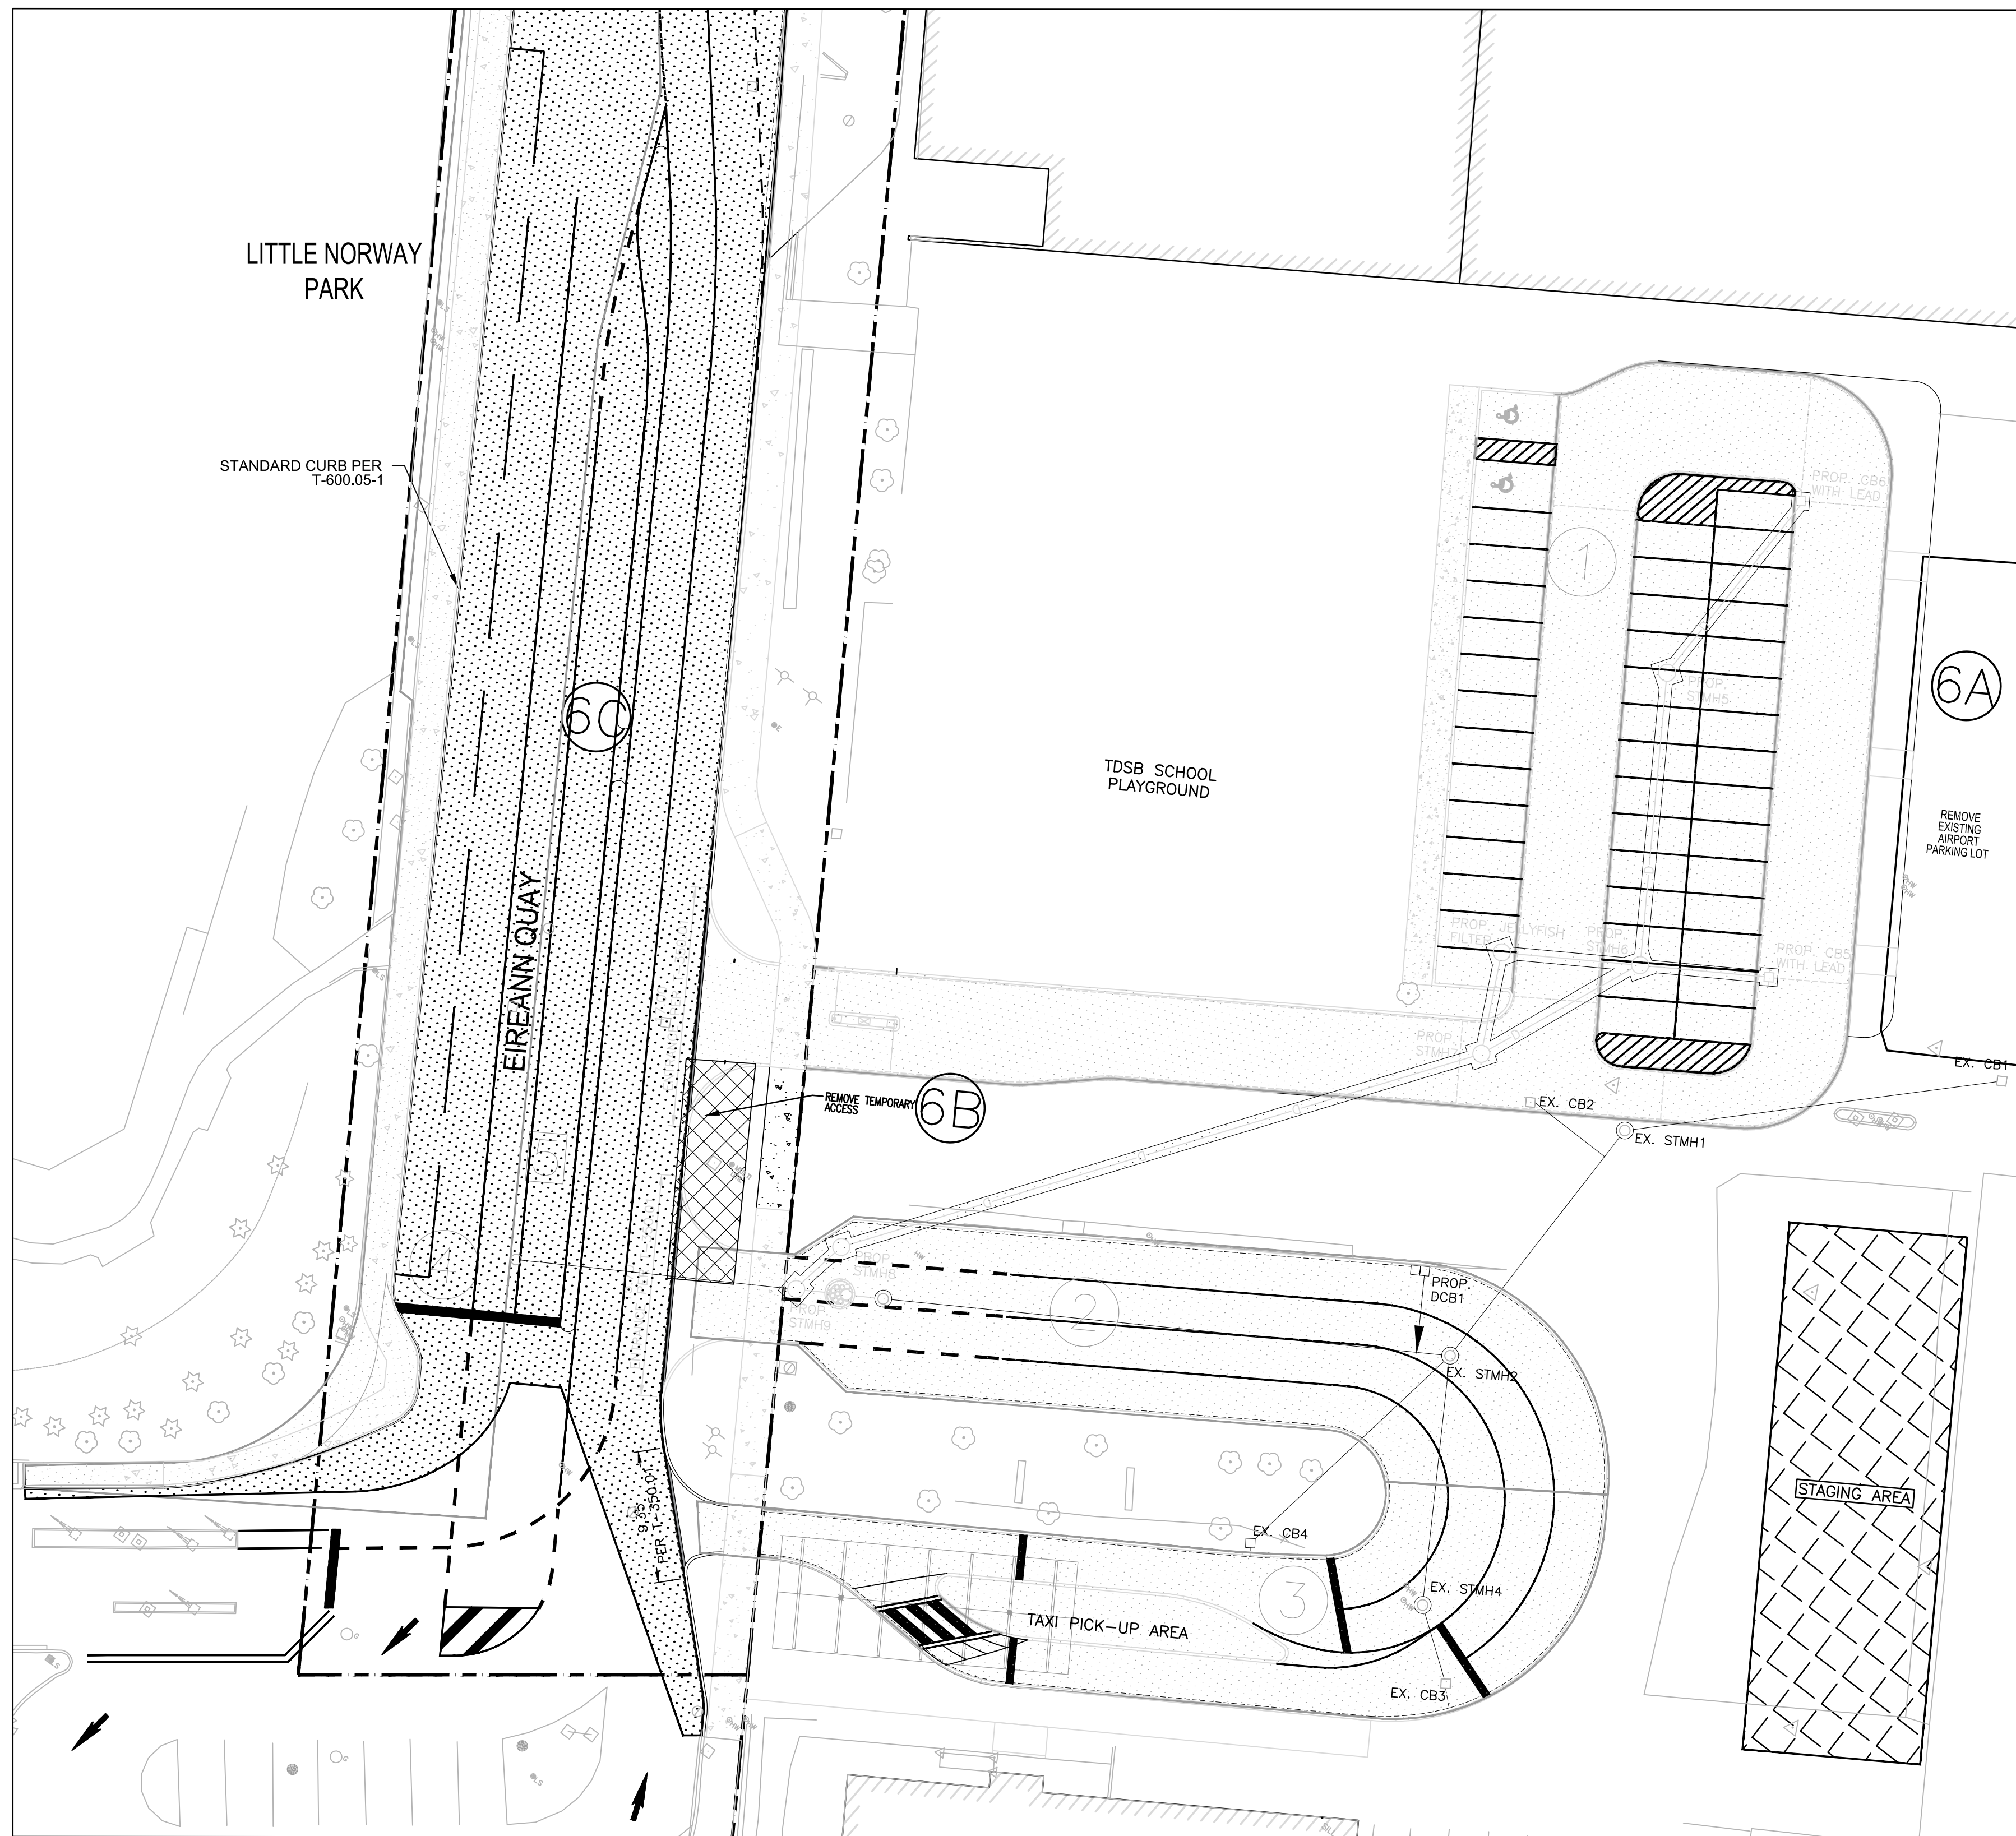 LITTLE NORWAY
PARK
STANDARD CURB PER
T-600.05-1
EIREANN QUAY
6C
TDSB SCHOOL
PLAYGROUND
1
PROP. CB6
WITH LEAD
PROP.
STMH5
6A
REMOVE
EXISTING
AIRPORT
PARKING LOT
PROP. JELLYFISH
FILTER
PROP.
STMH6
PROP. CB5
WITH LEAD
PROP.
EX. CB1
EX. CB2
EX. STMH1
REMOVE TEMPORARY
ACCESS
6B
5
4
PROP.
STMH8
STMH9
2
PROP.
DCB1
EX. STMH2
9.35
PER T-350.01
EX. CB4
3
EX. STMH4
TAXI PICK-UP AREA
EX. CB3
STAGING AREA